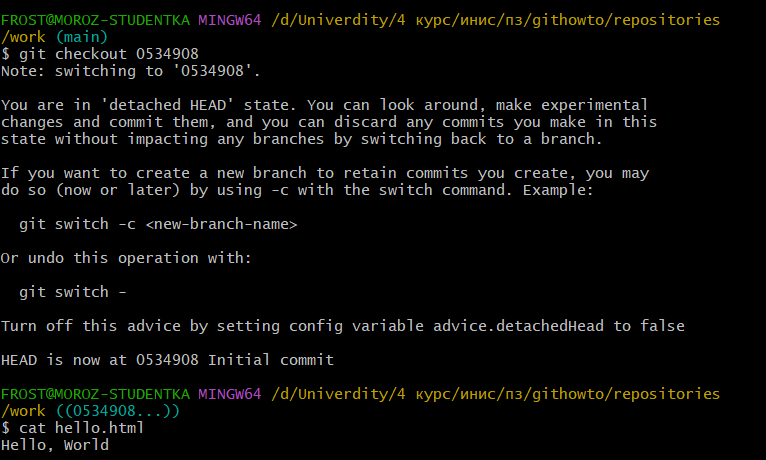 FROST@MOROZ-STUDENTKA MINGW64 /d/Univerdity/4 курс/инис/пз/githowto/repositories
/work (main)
$ git checkout 0534908
Note: switching to '0534908'.

You are in 'detached HEAD' state. You can look around, make experimental
changes and commit them, and you can discard any commits you make in this
state without impacting any branches by switching back to a branch.

If you want to create a new branch to retain commits you create, you may
do so (now or later) by using -c with the switch command. Example:

  git switch -c <new-branch-name>

Or undo this operation with:

  git switch -

Turn off this advice by setting config variable advice.detachedHead to false

HEAD is now at 0534908 Initial commit

FROST@MOROZ-STUDENTKA MINGW64 /d/Univerdity/4 курс/инис/пз/githowto/repositories
/work ((0534908...))
$ cat hello.html
Hello, World